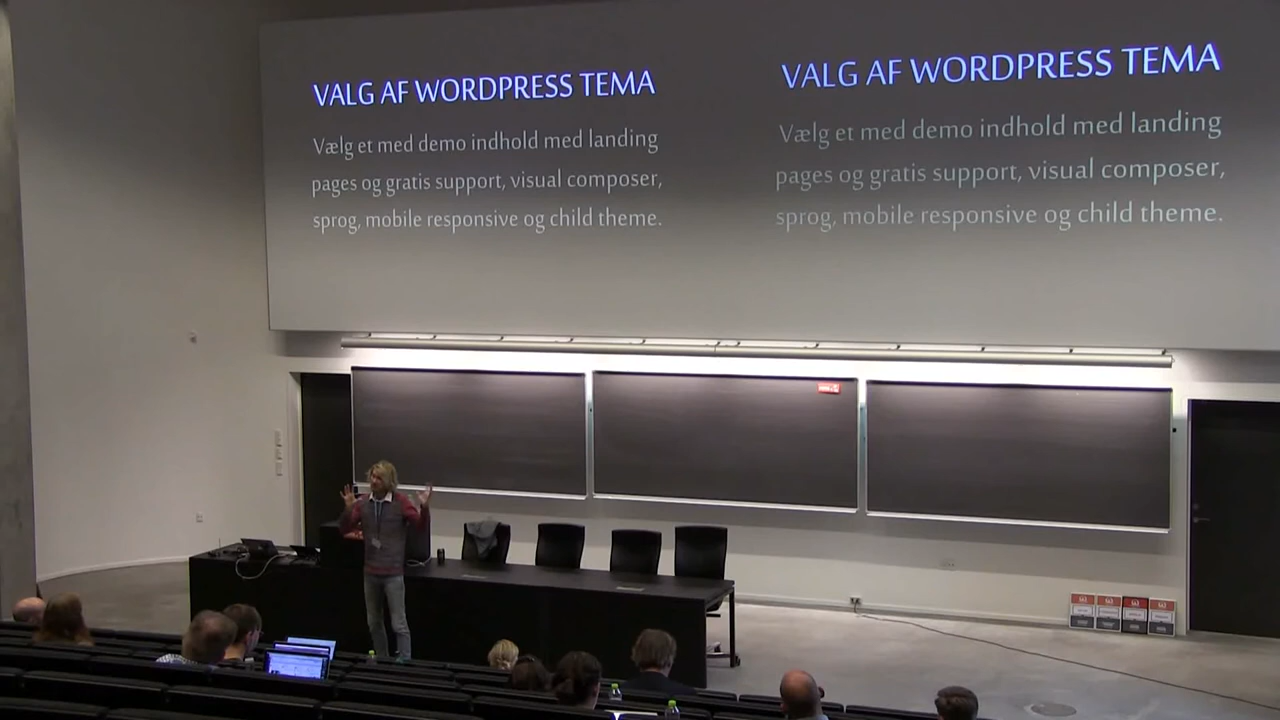 VALG AF WORDPRESS TEMA
Vælg et med demo indhold med landing
pages og gratis support, visual composer,
sprog, mobile responsive og child theme.
VALG AF WORDPRESS TEMA
Vælg et med demo indhold med landing
pages og gratis support, visual composer,
sprog, mobile responsive og child theme.